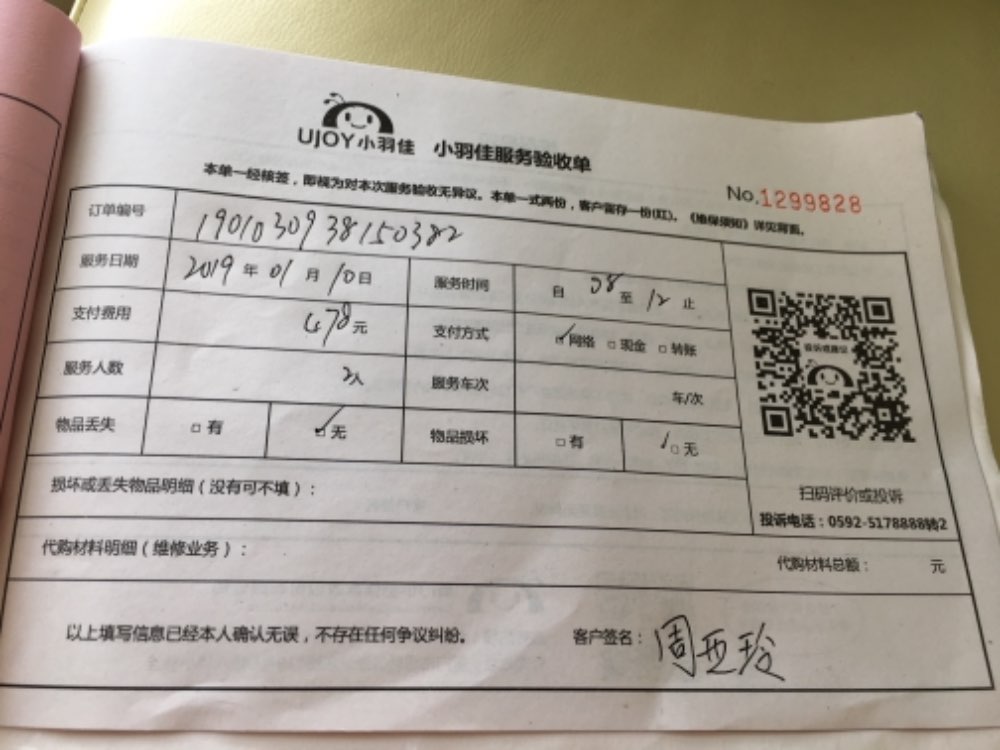 UJOY小羽佳 小羽佳服务验收单
本单一经核签，即视为对本次服务验收无异议。本单一式两份，客户留存一份(红)。《维保须知》详见背面。
No.1299828
订单编号 1901030938150382
服务日期 2019年01月10日 服务时间 自08至12止
支付费用 478元 支付方式 ☑网络 □现金 □转账
服务人数 2人 服务车次 车/次
物品丢失 □有 ☑无 物品损坏 □有 ☑无
损坏或丢失物品明细（没有可不填）：
投诉或建议
扫码评价或投诉
投诉电话：0592-5178888转2
代购材料明细（维修业务）： 代购材料总额： 元
以上填写信息已经本人确认无误，不存在任何争议纠纷。 客户签名：周亚玲